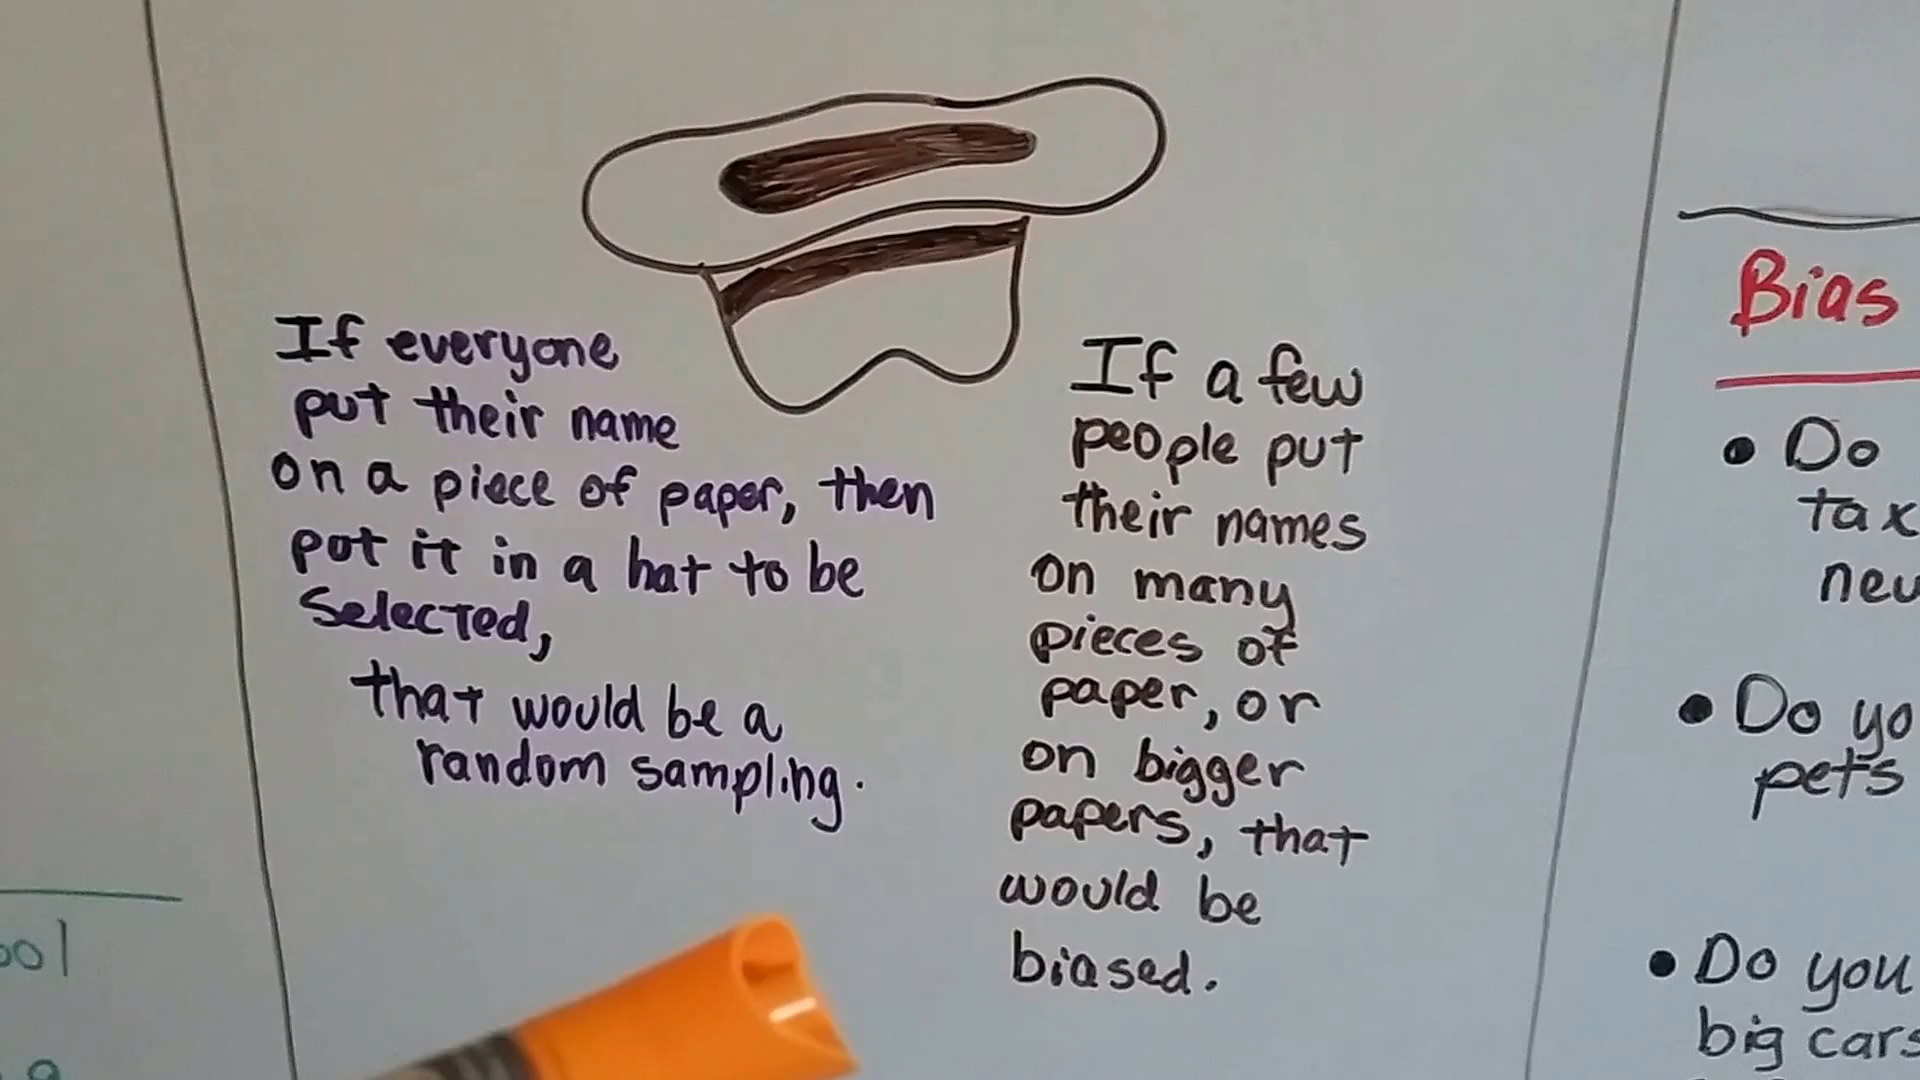 If everyone
put their name
on a piece of paper, then
put it in a hat to be
selected,
that would be a
random sampling.
If a few
people put
their names
on many
pieces of
paper, or
on bigger
papers, that
would be
biased.
Bias
• Do
tax
• Do yo
pets
• Do you
big cars